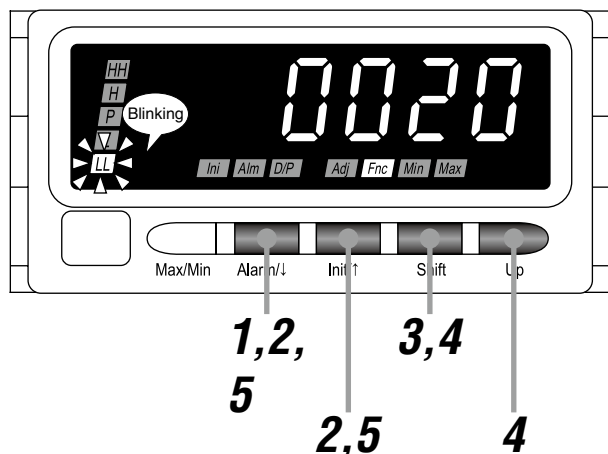 HH
H
P
LL
Blinking
0020
Ini Alm D/P Adj Fnc Min Max
Max/Min Alarm/↓ Init/↑ Shift Up
1,2, 3,4
5
2,5 4